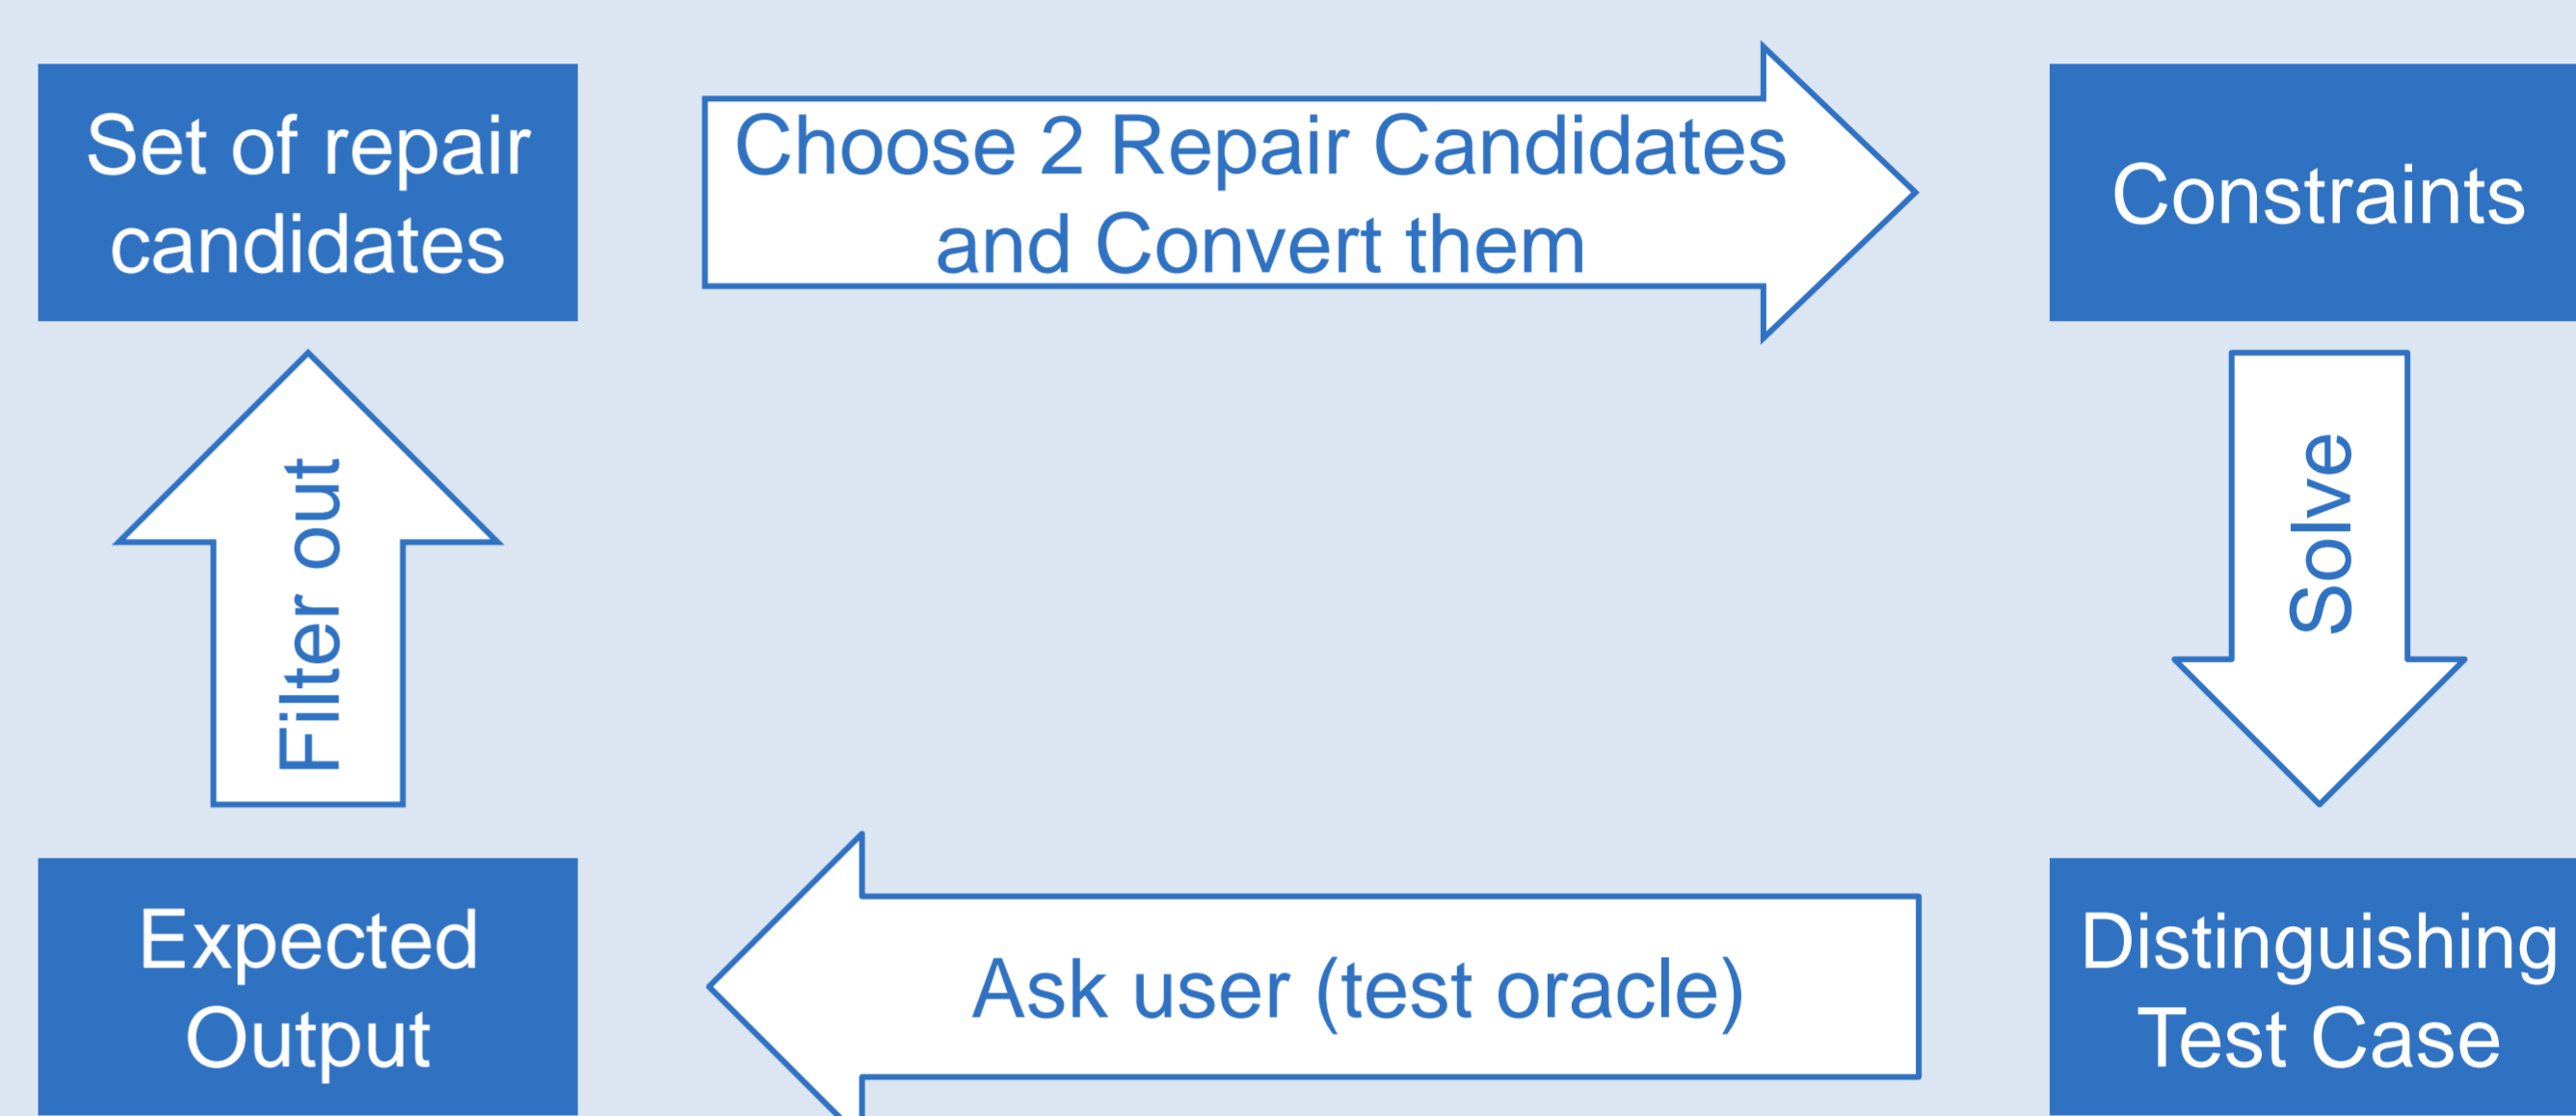 Set of repair
candidates
Choose 2 Repair Candidates
and Convert them
Constraints
Filter out
Solve
Expected
Output
Ask user (test oracle)
Distinguishing
Test Case